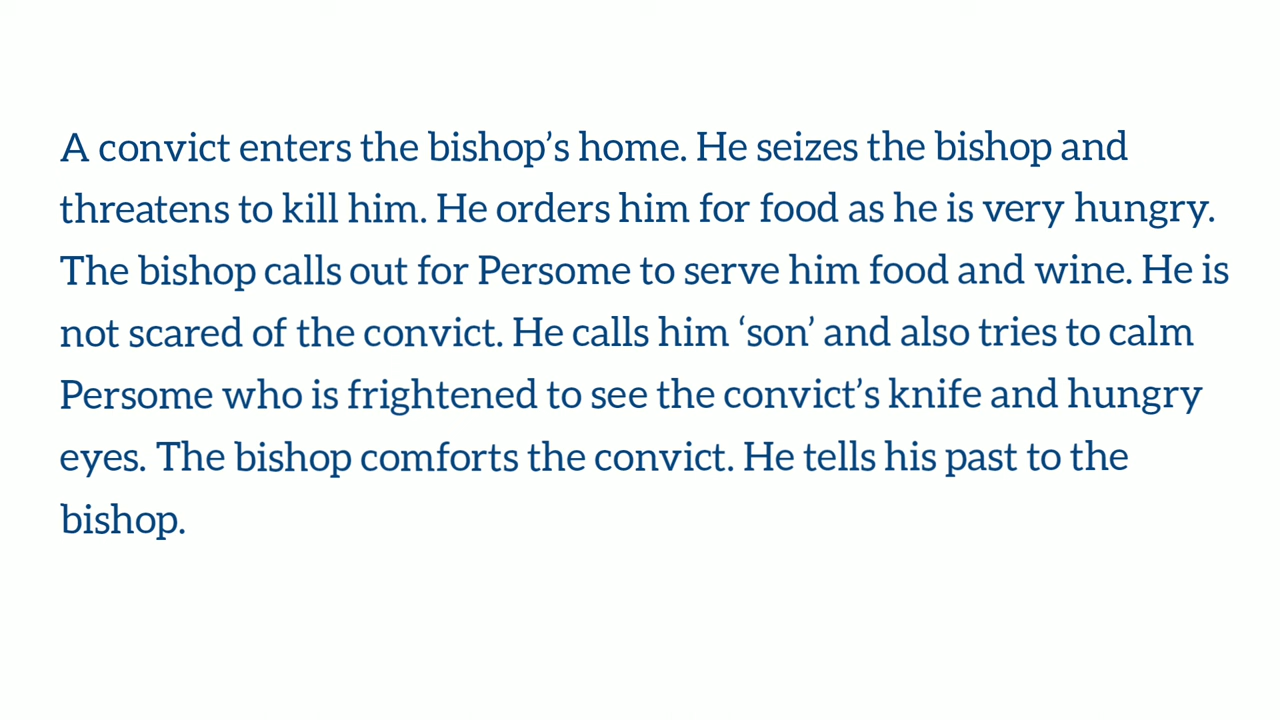 A convict enters the bishop’s home. He seizes the bishop and
threatens to kill him. He orders him for food as he is very hungry.
The bishop calls out for Persome to serve him food and wine. He is
not scared of the convict. He calls him ‘son’ and also tries to calm
Persome who is frightened to see the convict’s knife and hungry
eyes. The bishop comforts the convict. He tells his past to the
bishop.